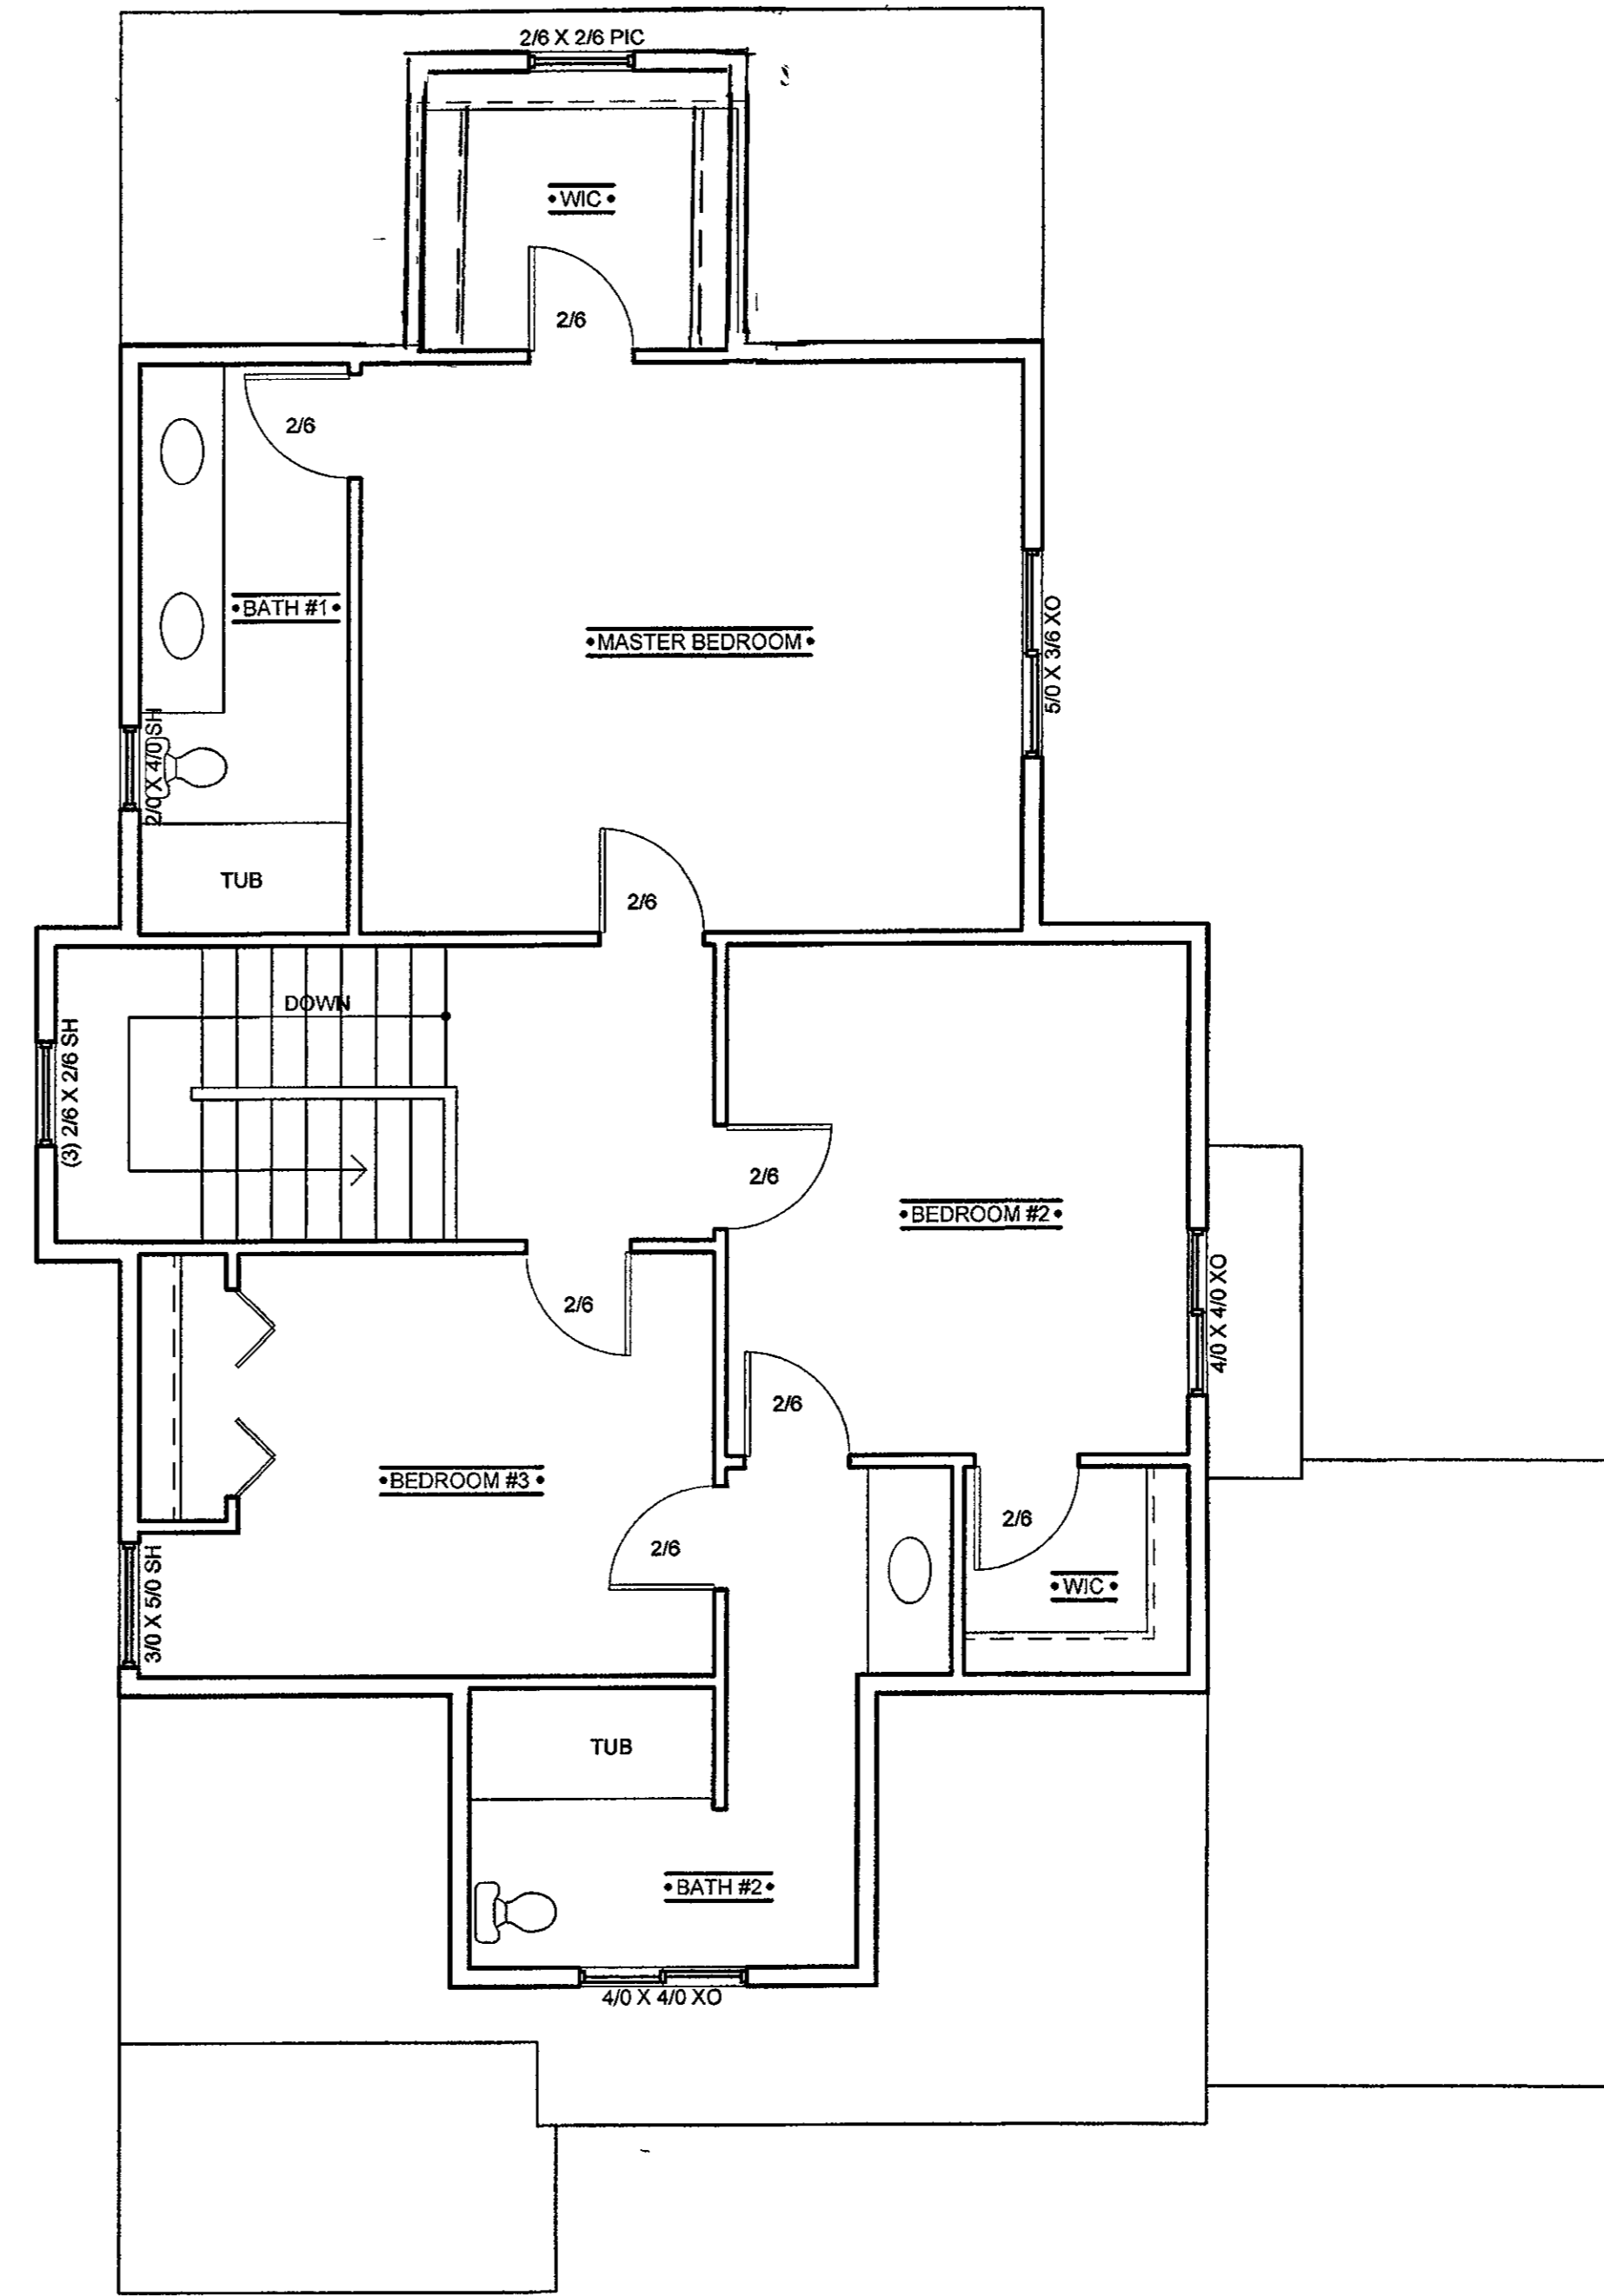 2/6 X 2/6 PIC
•WIC•
2/6
2/6
•BATH #1•
•MASTER BEDROOM•
5/0 X 3/6 XO
2/0 X 4/0 SH
TUB
2/6
DOWN
(3) 2/6 X 2/6 SH
2/6
•BEDROOM #2•
2/6
4/0 X 4/0 XO
2/6
•BEDROOM #3•
2/6
2/6
3/0 X 5/0 SH
•WIC•
TUB
•BATH #2•
4/0 X 4/0 XO